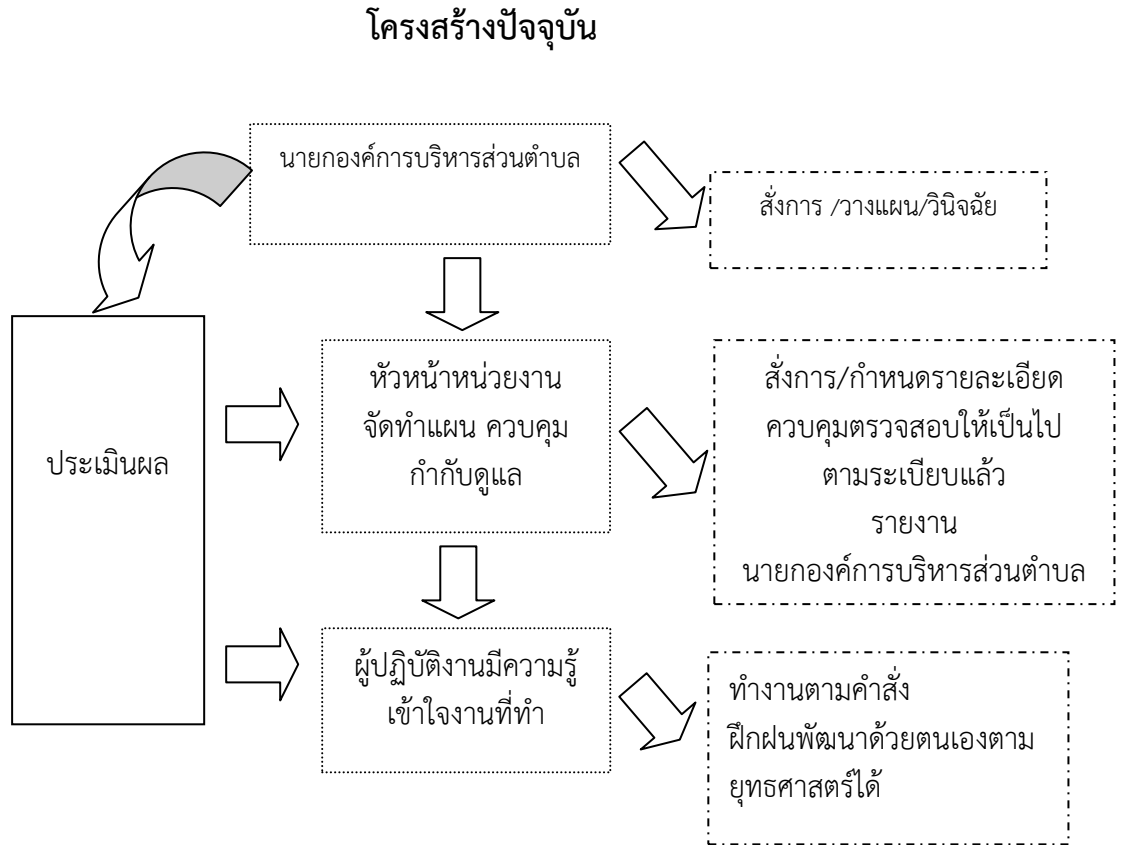 โครงสร้างปัจจุบัน
นายกองค์การบริหารส่วนตำบล
สั่งการ /วางแผน/วินิจฉัย
ประเมินผล
หัวหน้าหน่วยงาน
จัดทำแผน ควบคุม
กำกับดูแล
สั่งการ/กำหนดรายละเอียด
ควบคุมตรวจสอบให้เป็นไป
ตามระเบียบแล้ว
รายงาน
นายกองค์การบริหารส่วนตำบล
ผู้ปฏิบัติงานมีความรู้
เข้าใจงานที่ทำ
ทำงานตามคำสั่ง
ฝึกฝนพัฒนาด้วยตนเองตาม
ยุทธศาสตร์ได้